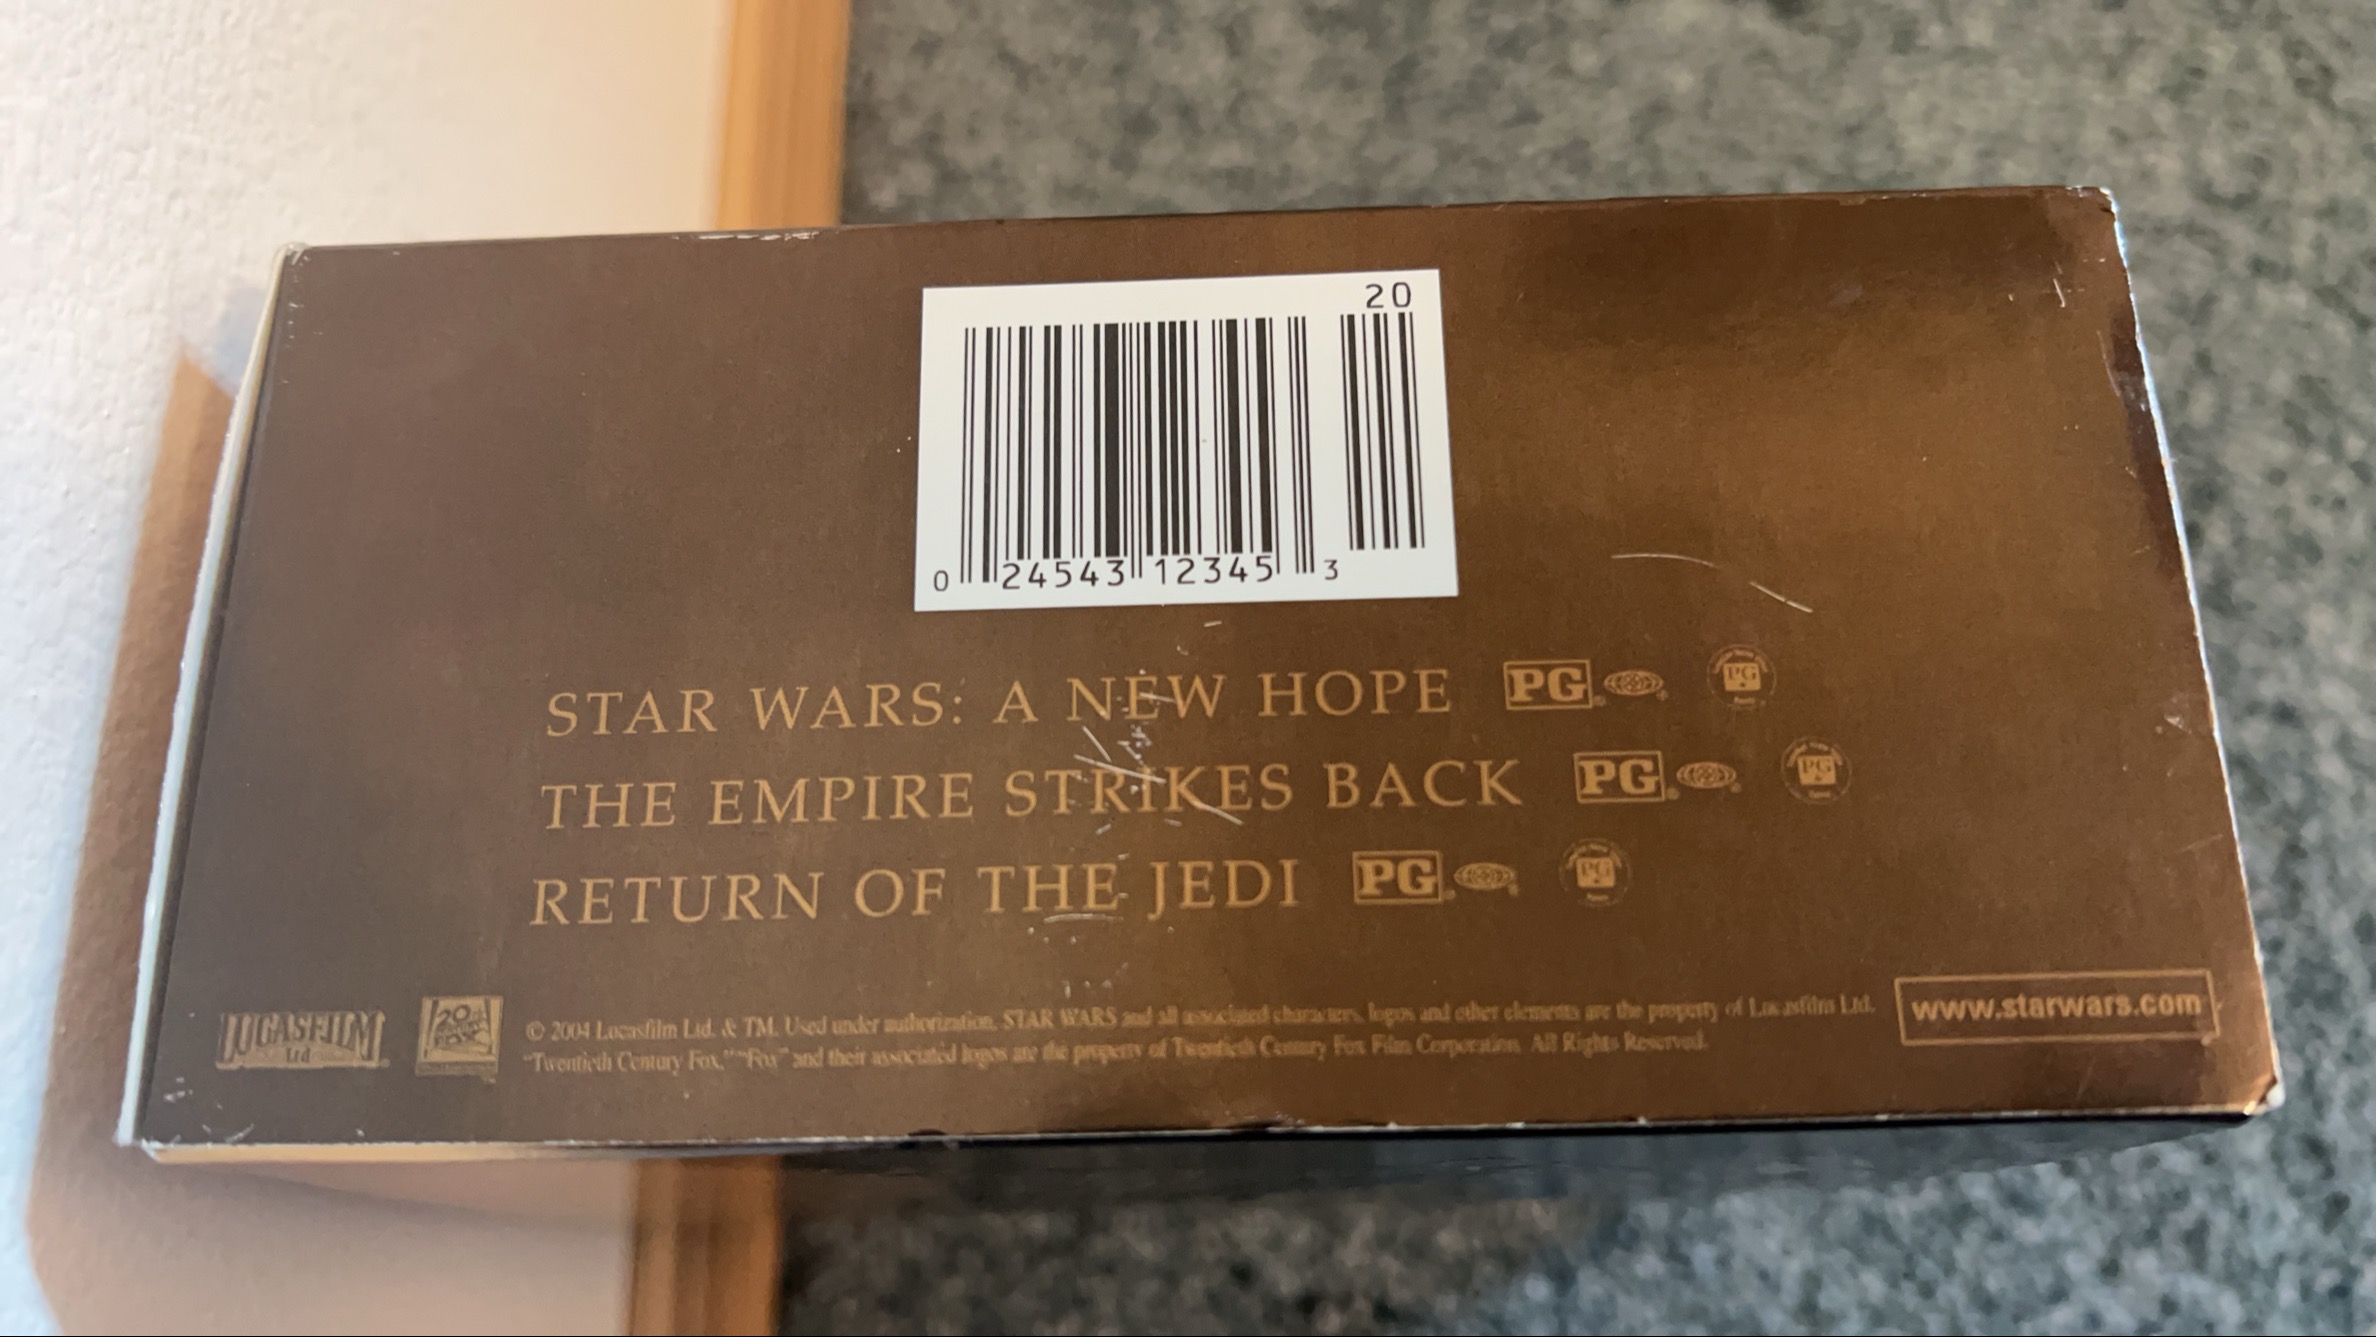 20
0 24543 12345 3
STAR WARS: A NEW HOPE PG
THE EMPIRE STRIKES BACK PG
RETURN OF THE JEDI PG
LUCASFILM Ltd
20th Century Fox
© 2004 Lucasfilm Ltd. & TM. Used under authorization. STAR WARS and all associated characters, logos and other elements are the property of Lucasfilm Ltd.
"Twentieth Century Fox," "Fox" and their associated logos are the property of Twentieth Century Fox Film Corporation. All Rights Reserved.
www.starwars.com